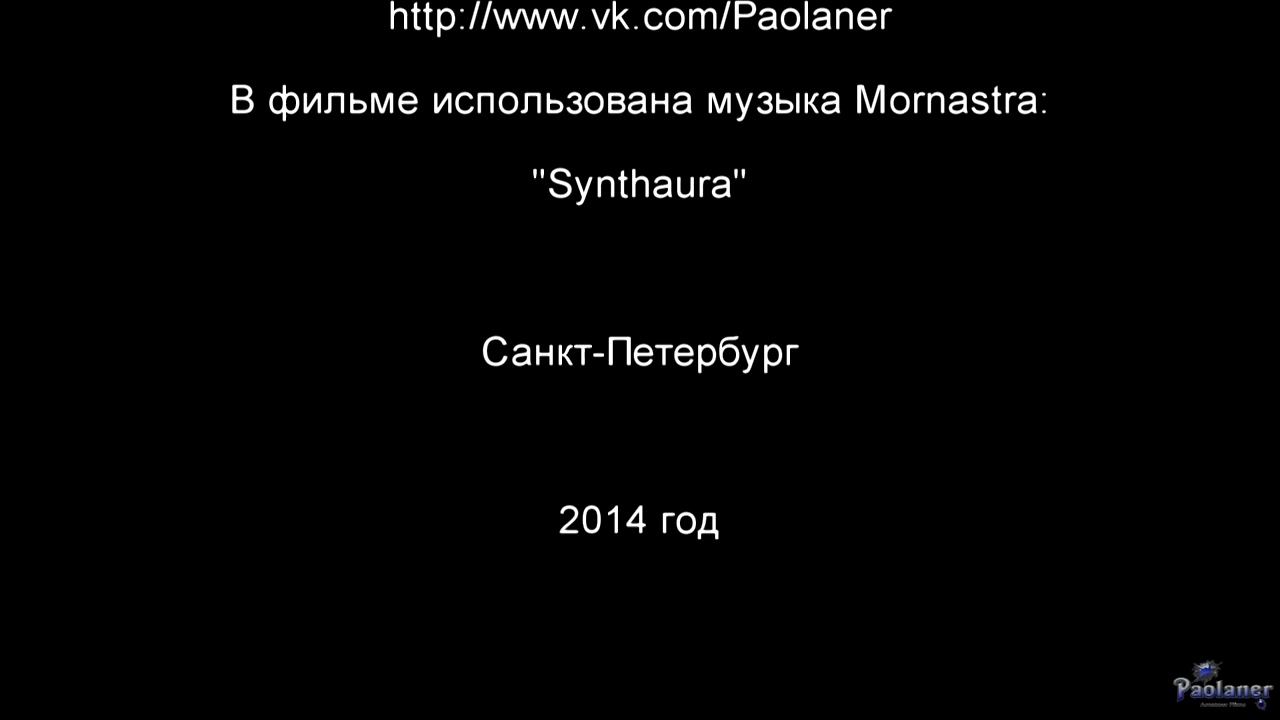 http://www.vk.com/Paolaner
В фильме использована музыка Mornastra:
"Synthaura"
Санкт-Петербург
2014 год
Paolaner